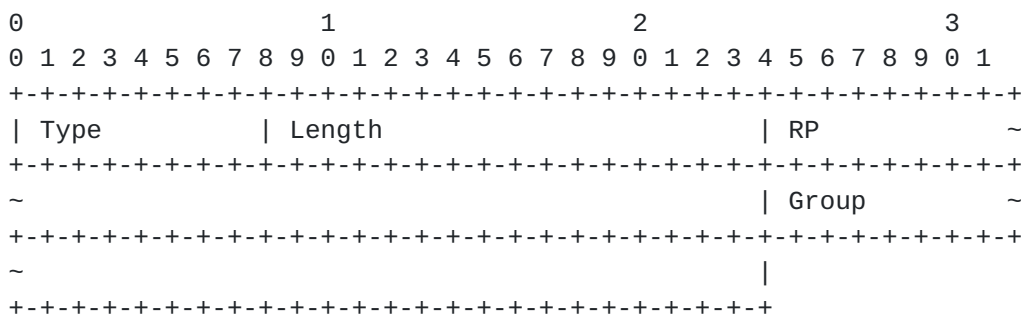 0                   1                   2                   3
0 1 2 3 4 5 6 7 8 9 0 1 2 3 4 5 6 7 8 9 0 1 2 3 4 5 6 7 8 9 0 1
+-+-+-+-+-+-+-+-+-+-+-+-+-+-+-+-+-+-+-+-+-+-+-+-+-+-+-+-+-+-+-+-+
| Type          | Length                        | RP            ~
+-+-+-+-+-+-+-+-+-+-+-+-+-+-+-+-+-+-+-+-+-+-+-+-+-+-+-+-+-+-+-+-+
~                                               | Group         ~
+-+-+-+-+-+-+-+-+-+-+-+-+-+-+-+-+-+-+-+-+-+-+-+-+-+-+-+-+-+-+-+-+
~                                               |
+-+-+-+-+-+-+-+-+-+-+-+-+-+-+-+-+-+-+-+-+-+-+-+-+